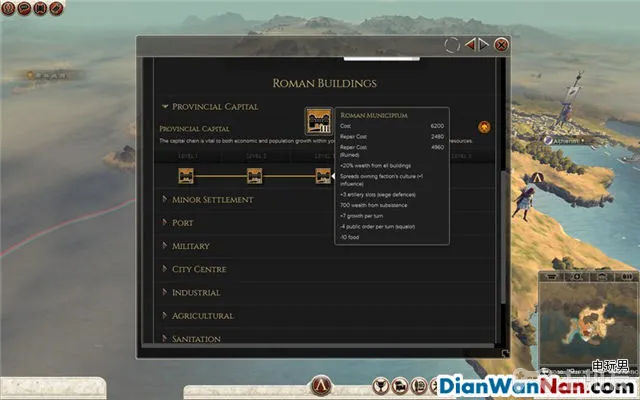 Roman Buildings
Provincial Capital
Provincial Capital
The capital chain is vital to both economic and population growth within yo
resources.
Level 1
Level 2
Level
Roman Municipium
Cost 6200
Repair Cost 2480
Repair Cost 4960
(Ruined)
+20% wealth from all buildings
Spreads owning faction's culture (+1
influence)
+3 artillery slots (siege defences)
700 wealth from subsistence
+7 growth per turn
-4 public order per turn (squalor)
-10 food
Minor Settlement
Port
Military
City Centre
Industrial
Agricultural
Sanitation
电玩男
DianWanNan.com